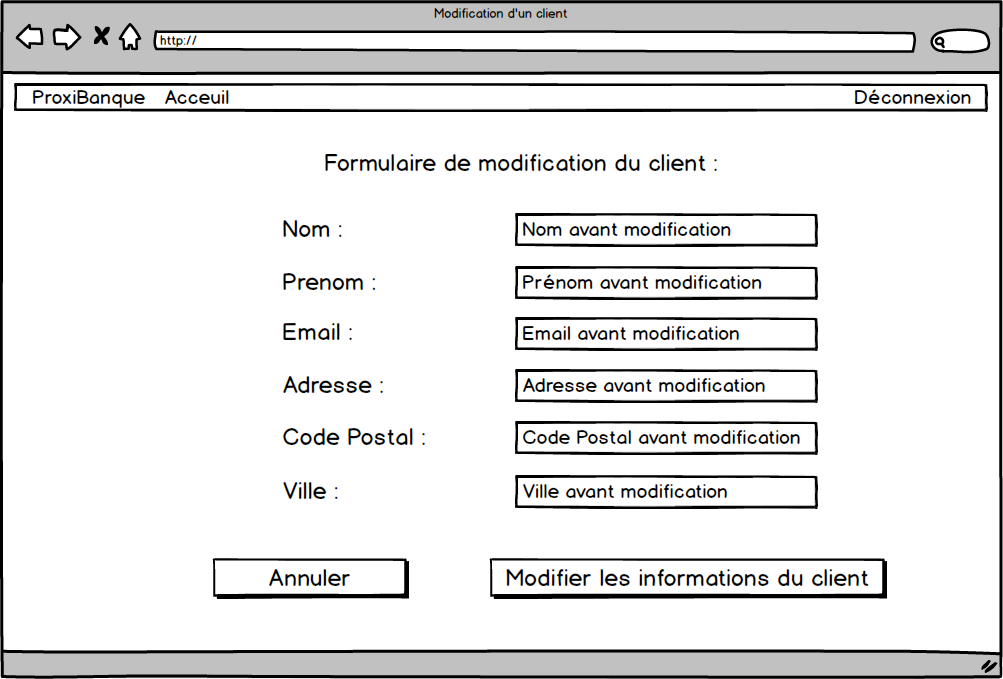 Modification d'un client
http://
ProxiBanque Acceuil Déconnexion
Formulaire de modification du client :
Nom : Nom avant modification
Prenom : Prénom avant modification
Email : Email avant modification
Adresse : Adresse avant modification
Code Postal : Code Postal avant modification
Ville : Ville avant modification
Annuler Modifier les informations du client